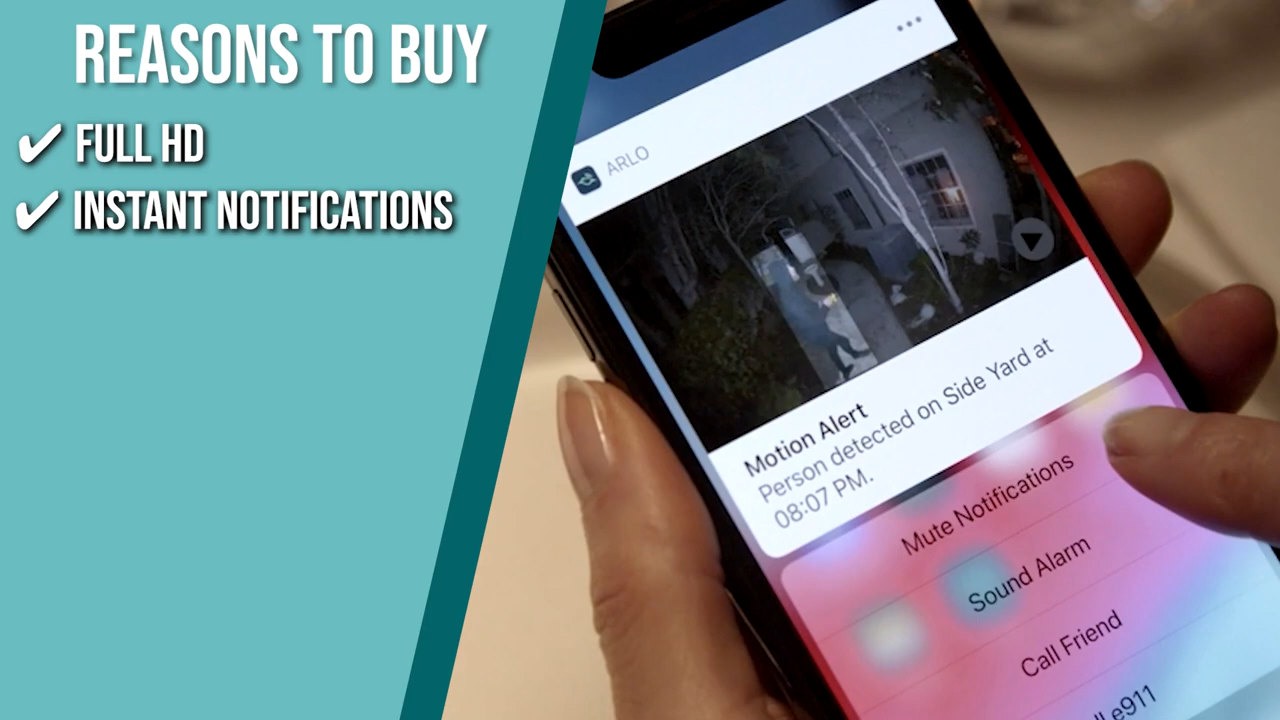 REASONS TO BUY
✔ FULL HD
✔ INSTANT NOTIFICATIONS
ARLO
Motion Alert
Person detected on Side Yard at
08:07 PM.
Mute Notifications
Sound Alarm
Call Friend
e911